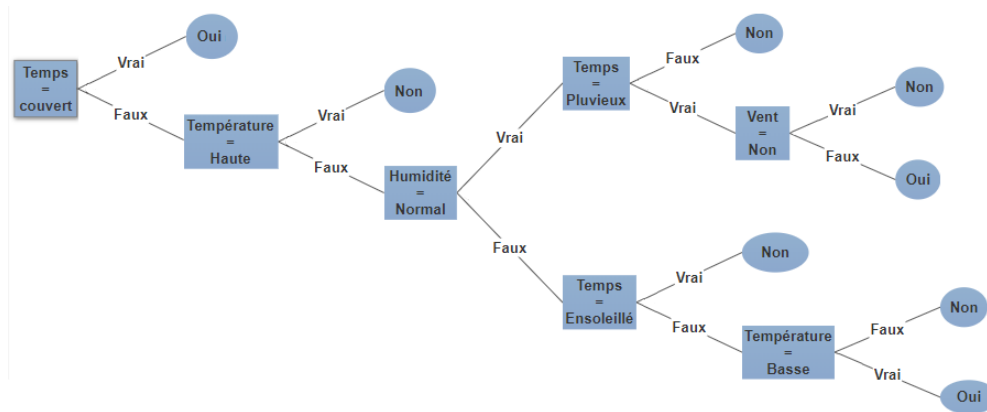 Oui
Vrai
Temps
=
couvert
Faux
Température
=
Haute
Vrai
Non
Faux
Humidité
=
Normal
Vrai
Temps
=
Pluvieux
Faux
Non
Vrai
Vent
=
Non
Vrai
Non
Faux
Oui
Faux
Temps
=
Ensoleillé
Vrai
Non
Faux
Température
=
Basse
Faux
Non
Vrai
Oui